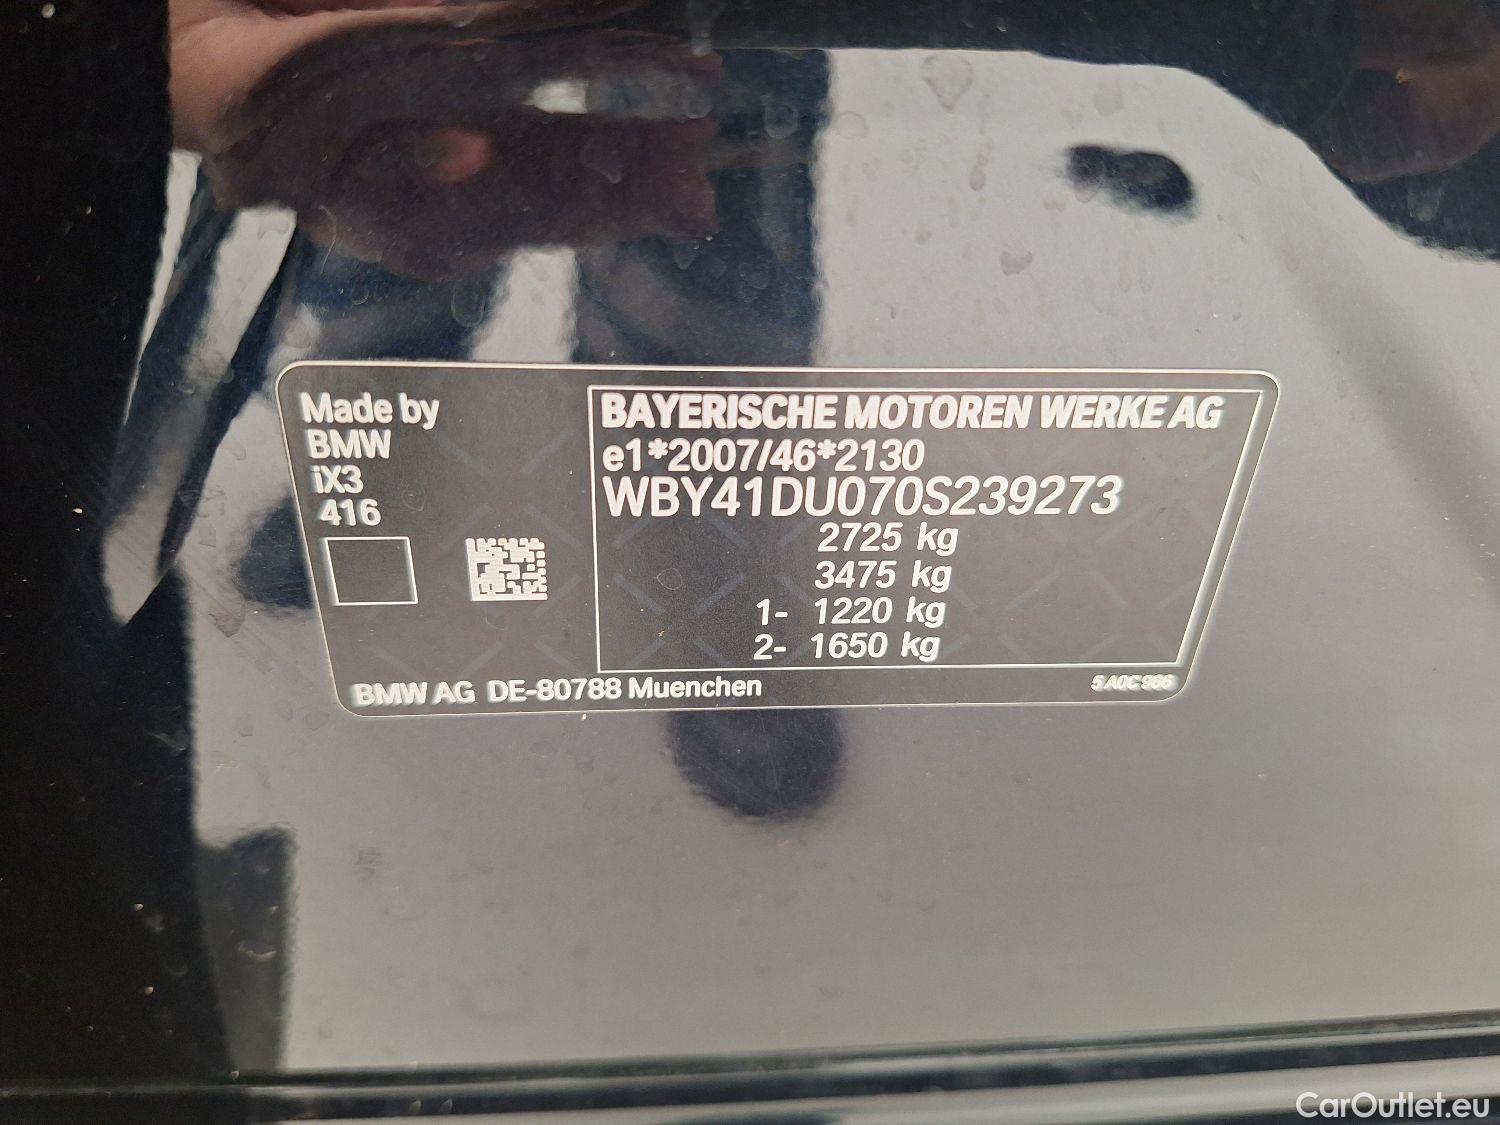 Made by
BMW
iX3
416
BAYERISCHE MOTOREN WERKE AG
e1*2007/46*2130
WBY41DU070S239273
2725 kg
3475 kg
1- 1220 kg
2- 1650 kg
BMW AG DE-80788 Muenchen
5 A0C 986
CarOutlet.eu